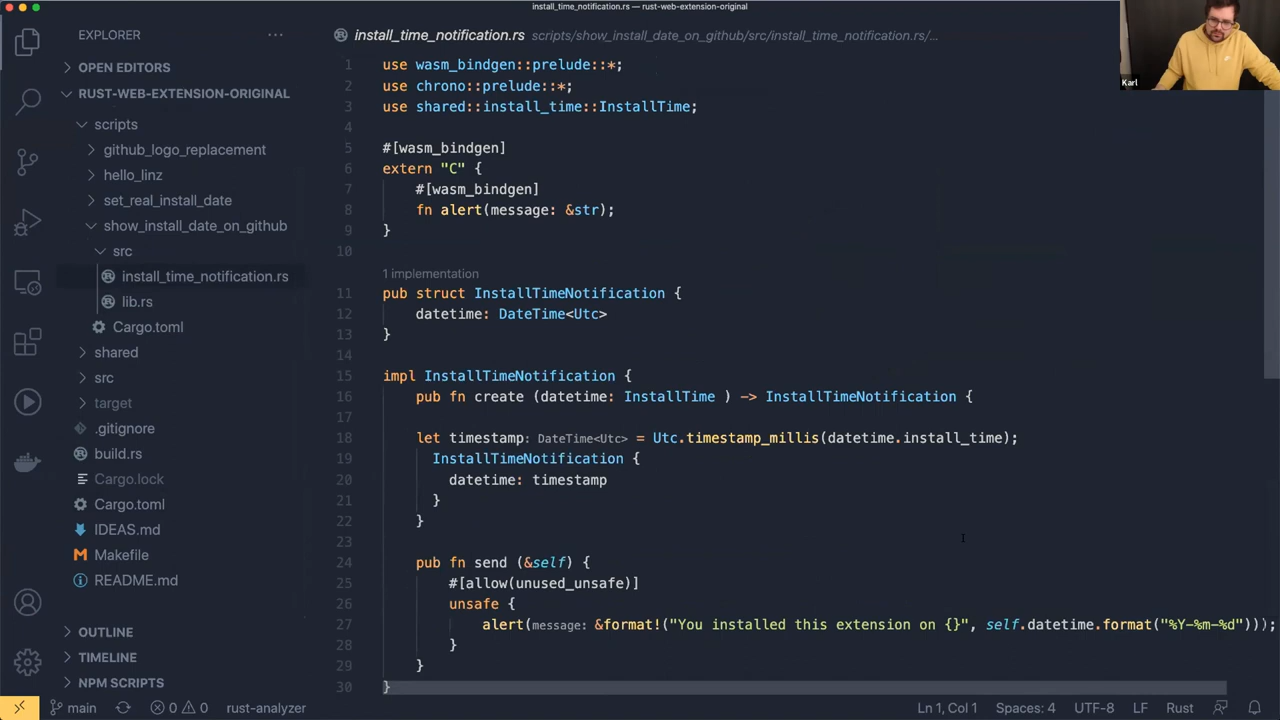 install_time_notification.rs — rust-web-extension-original
EXPLORER
OPEN EDITORS
RUST-WEB-EXTENSION-ORIGINAL
scripts
github_logo_replacement
hello_linz
set_real_install_date
show_install_date_on_github
src
install_time_notification.rs
lib.rs
Cargo.toml
shared
src
target
.gitignore
build.rs
Cargo.lock
Cargo.toml
IDEAS.md
Makefile
README.md
OUTLINE
TIMELINE
NPM SCRIPTS
install_time_notification.rs scripts/show_install_date_on_github/src/install_time_notification.rs/...
1 use wasm_bindgen::prelude::*;
2 use chrono::prelude::*;
3 use shared::install_time::InstallTime;
4
5 #[wasm_bindgen]
6 extern "C" {
7 #[wasm_bindgen]
8 fn alert(message: &str);
9 }
10
1 implementation
11 pub struct InstallTimeNotification {
12 datetime: DateTime<Utc>
13 }
14
15 impl InstallTimeNotification {
16 pub fn create (datetime: InstallTime ) -> InstallTimeNotification {
17
18 let timestamp: DateTime<Utc> = Utc.timestamp_millis(datetime.install_time);
19 InstallTimeNotification {
20 datetime: timestamp
21 }
22 }
23
24 pub fn send (&self) {
25 #[allow(unused_unsafe)]
26 unsafe {
27 alert(message: &format!("You installed this extension on {}", self.datetime.format("%Y-%m-%d")));
28 }
29 }
30 }
Karl
main
0 0
rust-analyzer
Ln 1, Col 1
Spaces: 4
UTF-8
LF
Rust